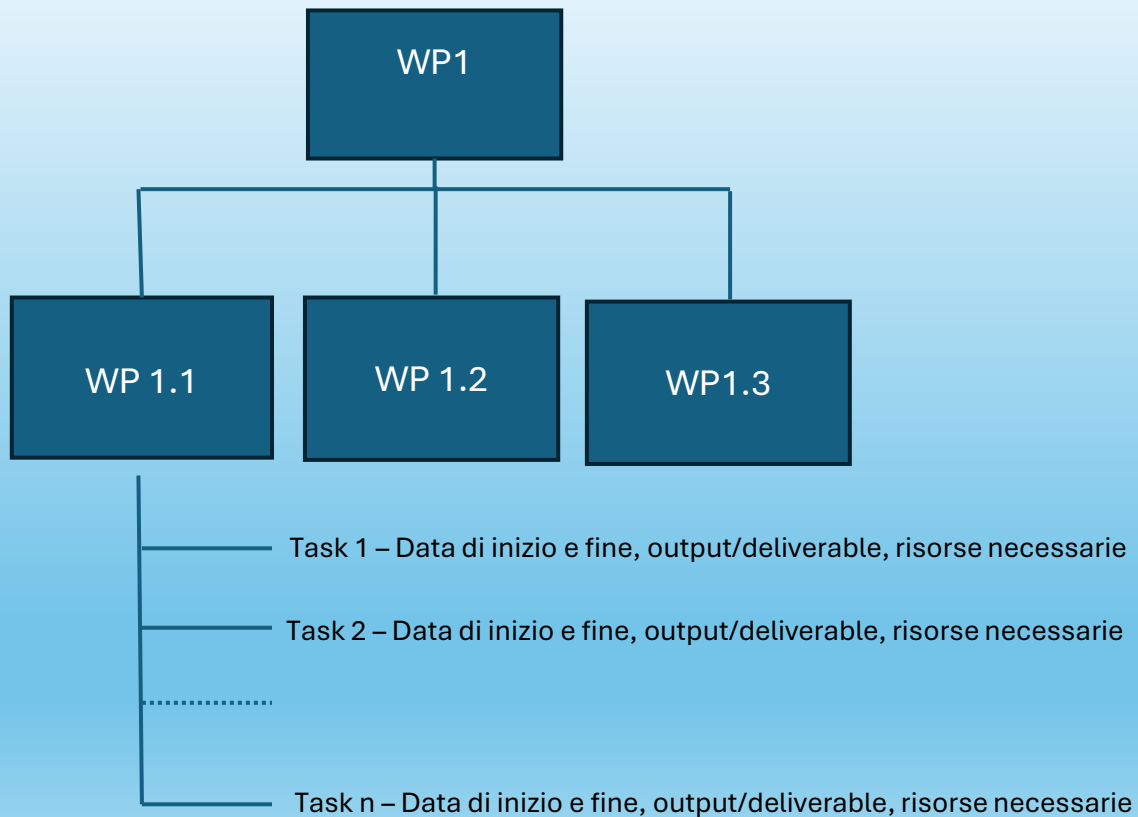 WP1
WP 1.1
WP 1.2
WP1.3
Task 1 – Data di inizio e fine, output/deliverable, risorse necessarie
Task 2 – Data di inizio e fine, output/deliverable, risorse necessarie
Task n – Data di inizio e fine, output/deliverable, risorse necessarie